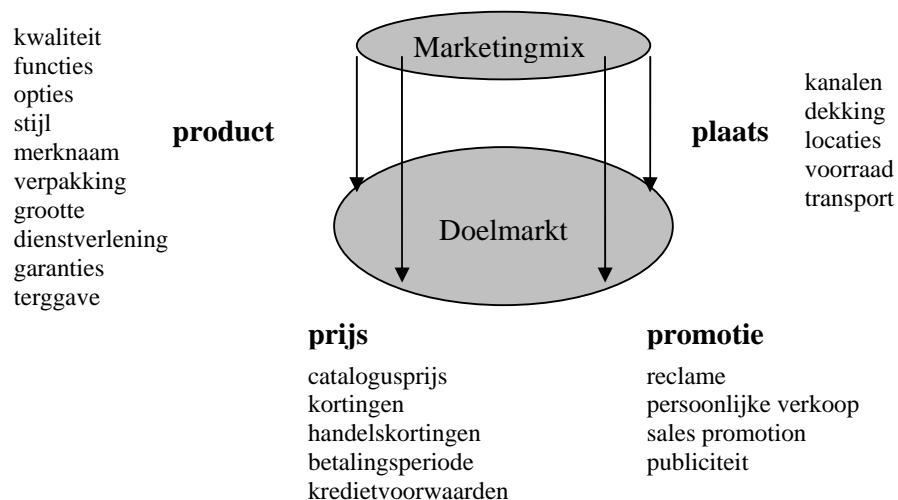 Marketingmix
kwaliteit
functies
opties
stijl
merknaam
verpakking
grootte
dienstverlening
garanties
terggave
product
plaats
kanalen
dekking
locaties
voorraad
transport
Doelmarkt
prijs
catalogusprijs
kortingen
handelskortingen
betalingsperiode
kredietvoorwaarden
promotie
reclame
persoonlijke verkoop
sales promotion
publiciteit